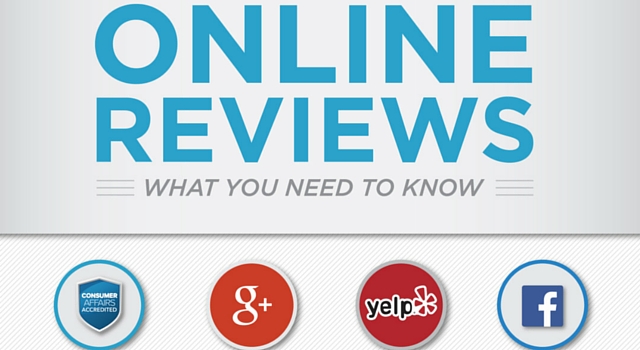 ONLINE
REVIEWS
WHAT YOU NEED TO KNOW
CONSUMER
AFFAIRS
ACCREDITED
g+
yelp
f